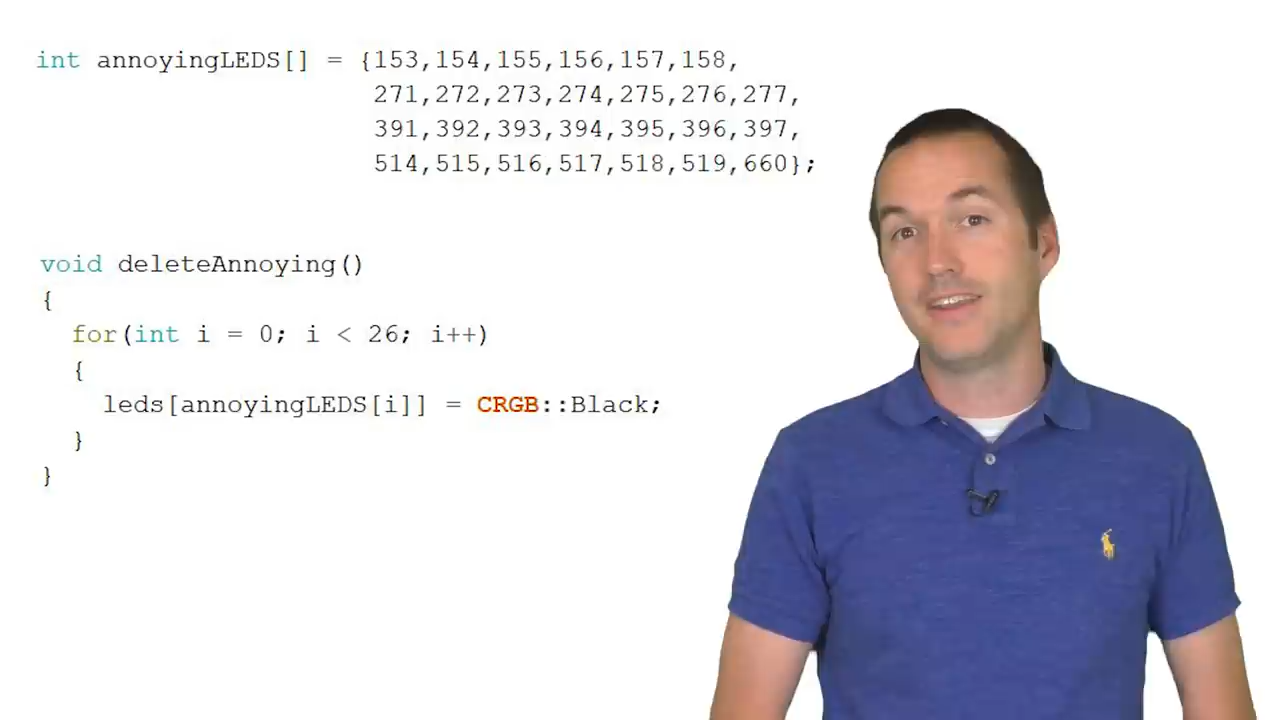 int annoyingLEDS[] = {153,154,155,156,157,158,
271,272,273,274,275,276,277,
391,392,393,394,395,396,397,
514,515,516,517,518,519,660};
void deleteAnnoying()
{
for(int i = 0; i < 26; i++)
{
leds[annoyingLEDS[i]] = CRGB::Black;
}
}